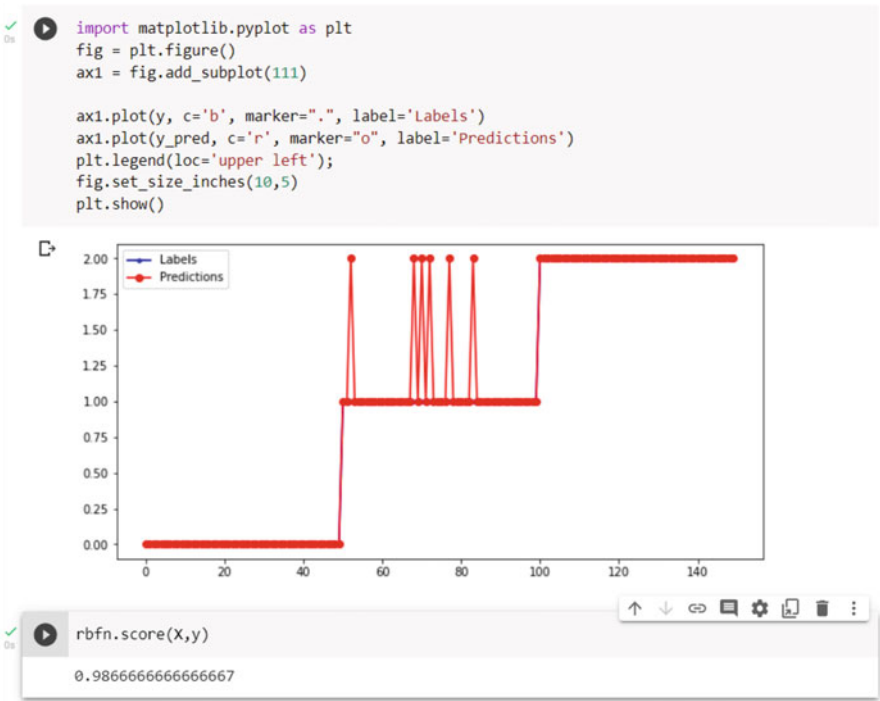 import matplotlib.pyplot as plt
fig = plt.figure()
ax1 = fig.add_subplot(111)
ax1.plot(y, c='b', marker=".", label='Labels')
ax1.plot(y_pred, c='r', marker="o", label='Predictions')
plt.legend(loc='upper left');
fig.set_size_inches(10,5)
plt.show()
0s
Labels
Predictions
2.00
1.75
1.50
1.25
1.00
0.75
0.50
0.25
0.00
0 20 40 60 80 100 120 140
0s
rbfn.score(X,y)
0.9866666666666667